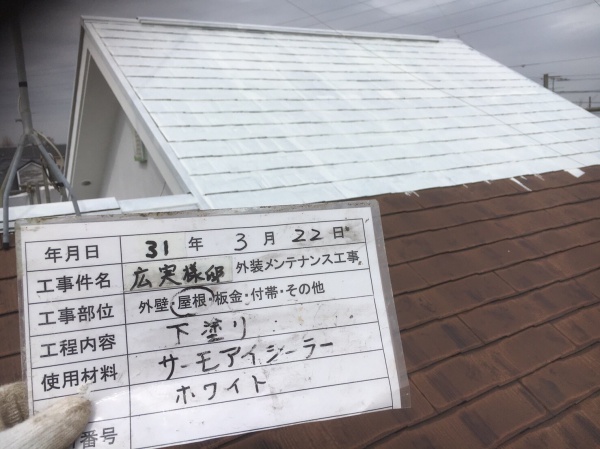 年月日 31 年 3 月 22 日
工事件名 広実様邸 外装メンテナンス工事
工事部位 外壁・屋根・板金・付帯・その他
工程内容 下塗り
使用材料 サーモアイシーラー
ホワイト
番号